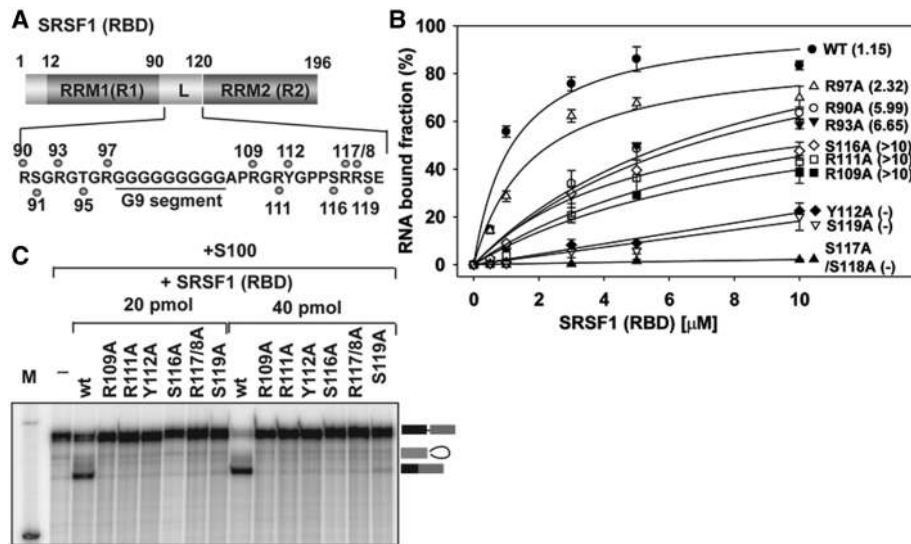 A
SRSF1 (RBD)
1 12 90 120 196
RRM1(R1) L RRM2 (R2)
90 93 97 109 112 117/8
RSGRGTGRGGGGGGGGGAPRGRYGPPSRRSE
91 95 G9 segment 111 116 119
B
RNA bound fraction (%)
100
80
60
40
20
0
0 2 4 6 8 10
SRSF1 (RBD) [μM]
WT (1.15)
R97A (2.32)
R90A (5.99)
R93A (6.65)
S116A (>10)
R111A (>10)
R109A (>10)
Y112A (-)
S119A (-)
S117A
/S118A (-)
C
+S100
+ SRSF1 (RBD)
20 pmol 40 pmol
M
–
wt
R109A
R111A
Y112A
S116A
R117/8A
S119A
wt
R109A
R111A
Y112A
S116A
R117/8A
S119A